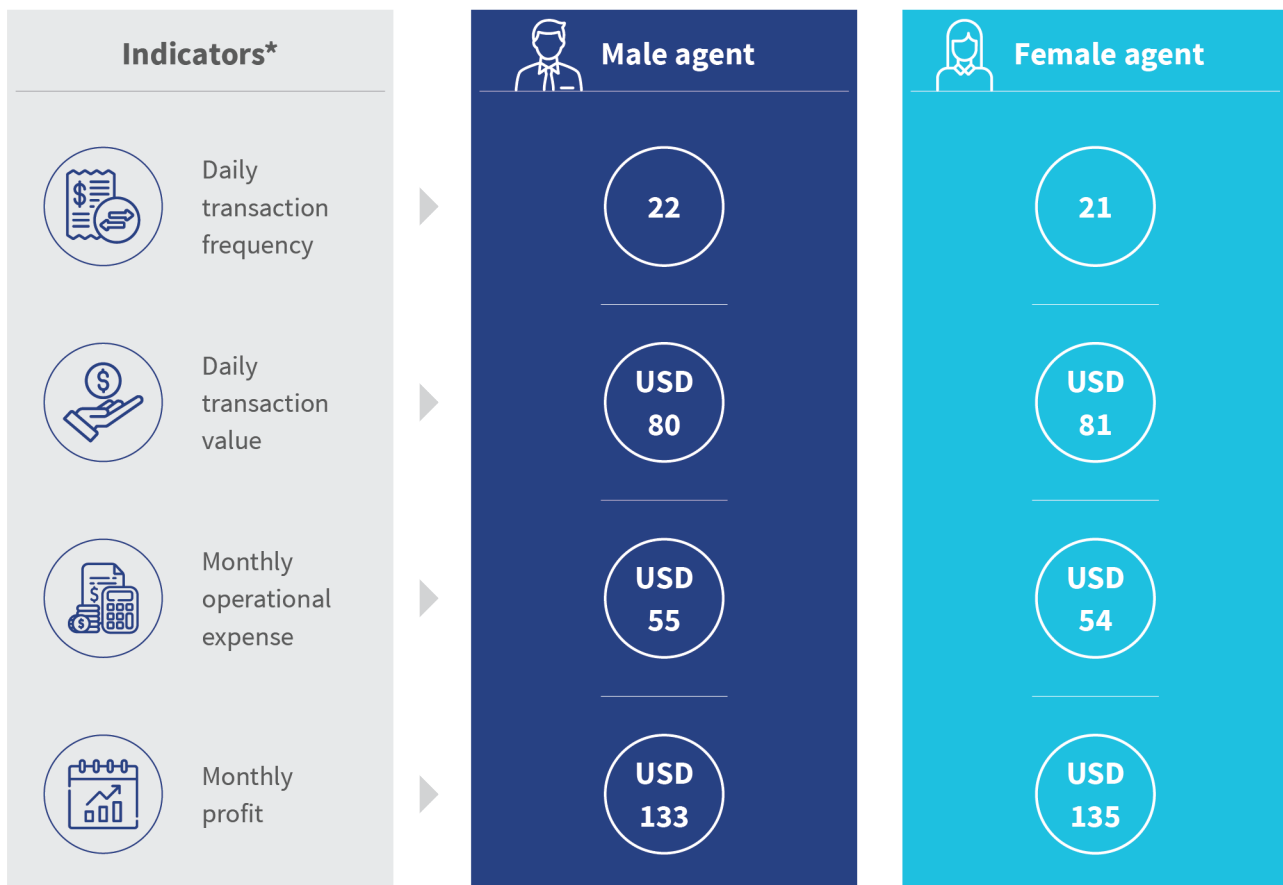 Indicators*
Male agent
Female agent
Daily
transaction
frequency
22
21
Daily
transaction
value
USD
80
USD
81
Monthly
operational
expense
USD
55
USD
54
Monthly
profit
USD
133
USD
135